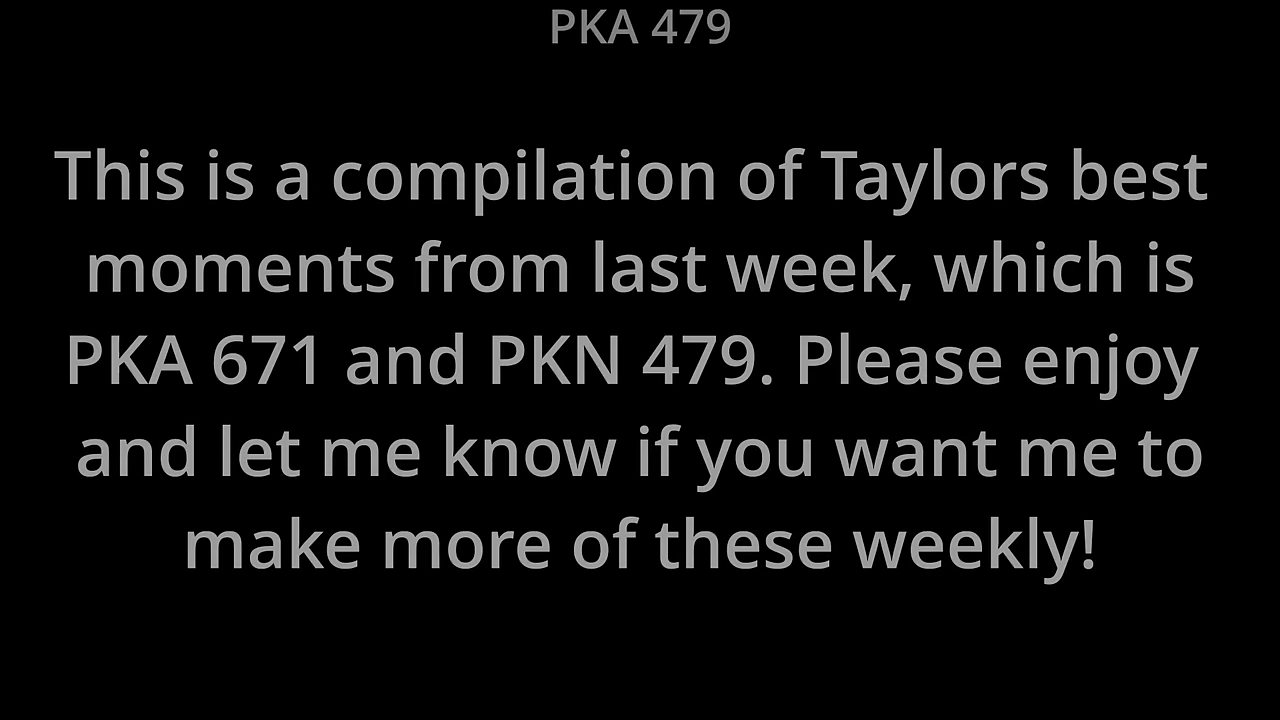 PKA 479
This is a compilation of Taylors best
moments from last week, which is
PKA 671 and PKN 479. Please enjoy
and let me know if you want me to
make more of these weekly!